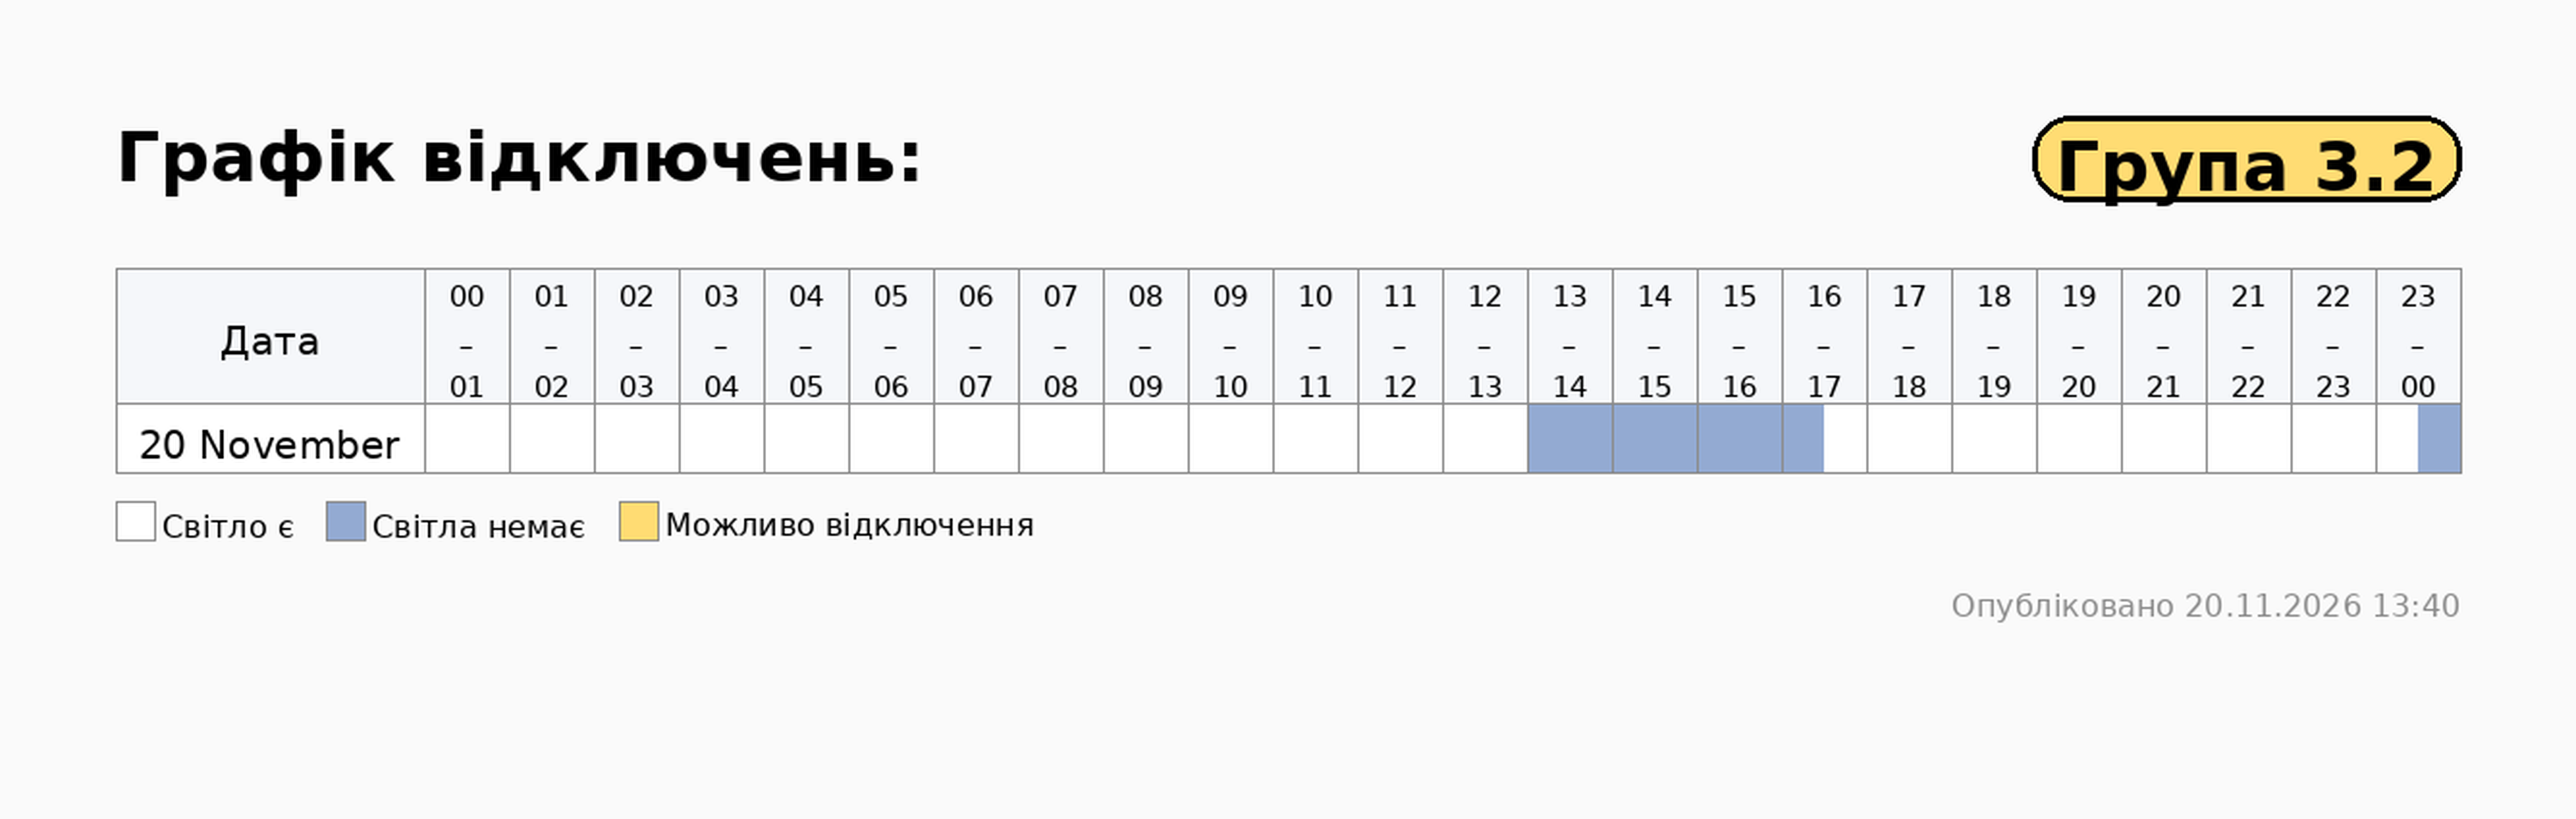 Графік відключень:
Група 3.2
Дата
00 – 01
01 – 02
02 – 03
03 – 04
04 – 05
05 – 06
06 – 07
07 – 08
08 – 09
09 – 10
10 – 11
11 – 12
12 – 13
13 – 14
14 – 15
15 – 16
16 – 17
17 – 18
18 – 19
19 – 20
20 – 21
21 – 22
22 – 23
23 – 00
20 November
Світло є
Світла немає
Можливо відключення
Опубліковано 20.11.2026 13:40